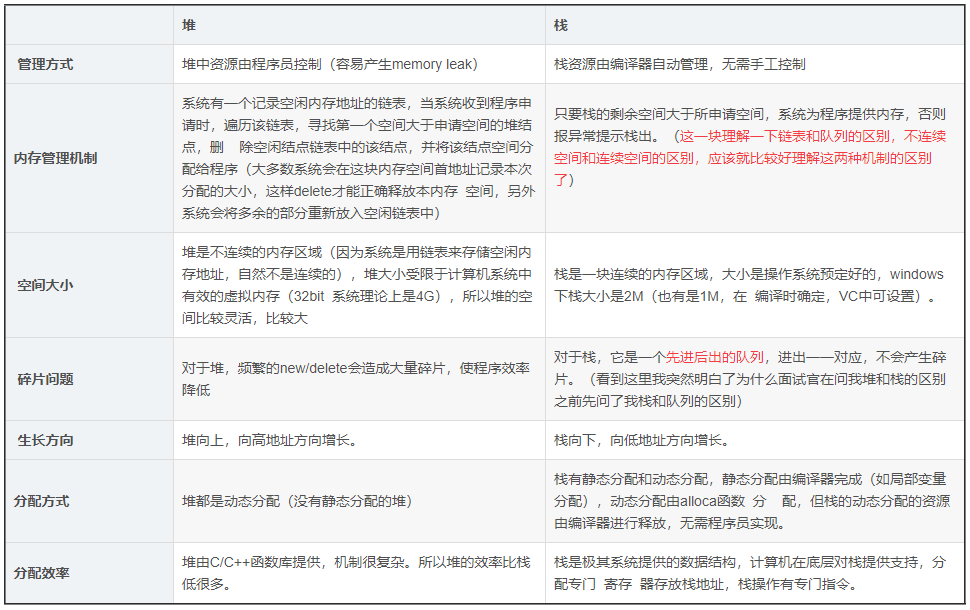 堆
栈
管理方式
堆中资源由程序员控制（容易产生memory leak）
栈资源由编译器自动管理，无需手工控制
内存管理机制
系统有一个记录空闲内存地址的链表，当系统收到程序申
请时，遍历该链表，寻找第一个空间大于申请空间的堆结
点，删 除空闲结点链表中的该结点，并将该结点空间分
配给程序（大多数系统会在这块内存空间首地址记录本次
分配的大小，这样delete才能正确释放本内存 空间，另外
系统会将多余的部分重新放入空闲链表中）
只要栈的剩余空间大于所申请空间，系统为程序提供内存，否则
报异常提示栈出。（这一块理解一下链表和队列的区别，不连续
空间和连续空间的区别，应该就比较好理解这两种机制的区别
了）
空间大小
堆是不连续的内存区域（因为系统是用链表来存储空闲内
存地址，自然不是连续的），堆大小受限于计算机系统中
有效的虚拟内存（32bit 系统理论上是4G），所以堆的空
间比较灵活，比较大
栈是一块连续的内存区域，大小是操作系统预定好的，windows
下栈大小是2M（也有是1M，在 编译时确定，VC中可设置）。
碎片问题
对于堆，频繁的new/delete会造成大量碎片，使程序效率
降低
对于栈，它是一个先进后出的队列，进出一一对应，不会产生碎
片。（看到这里我突然明白了为什么面试官在问我堆和栈的区别
之前先问了我栈和队列的区别）
生长方向
堆向上，向高地址方向增长。
栈向下，向低地址方向增长。
分配方式
堆都是动态分配（没有静态分配的堆）
栈有静态分配和动态分配，静态分配由编译器完成（如局部变量
分配），动态分配由alloca函数 分 配，但栈的动态分配的资源
由编译器进行释放，无需程序员实现。
分配效率
堆由C/C++函数库提供，机制很复杂。所以堆的效率比栈
低很多。
栈是极其系统提供的数据结构，计算机在底层对栈提供支持，分
配专门 寄存 器存放栈地址，栈操作有专门指令。